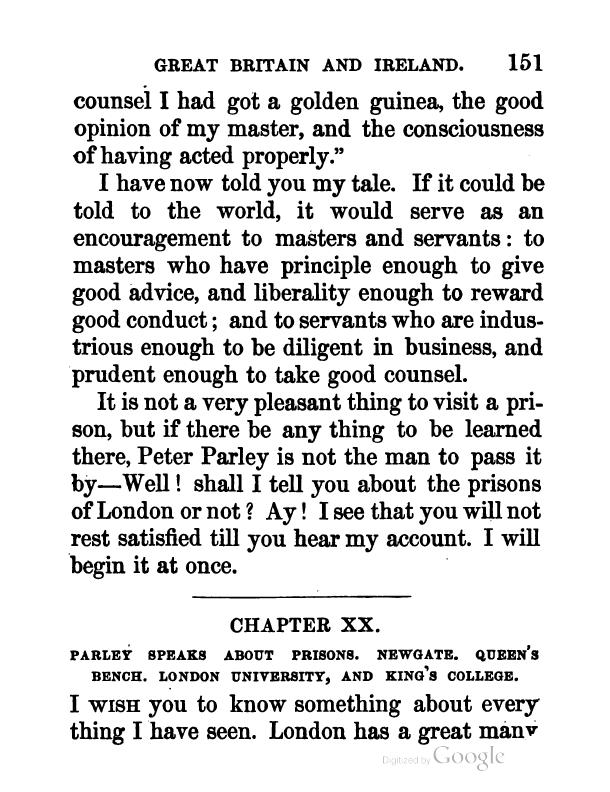 GREAT BRITAIN AND IRELAND. 151
counsel I had got a golden guinea, the good
opinion of my master, and the consciousness
of having acted properly.”
I have now told you my tale. If it could be
told to the world, it would serve as an
encouragement to masters and servants : to
masters who have principle enough to give
good advice, and liberality enough to reward
good conduct ; and to servants who are indus-
trious enough to be diligent in business, and
prudent enough to take good counsel.
It is not a very pleasant thing to visit a pri-
son, but if there be any thing to be learned
there, Peter Parley is not the man to pass it
by—Well ! shall I tell you about the prisons
of London or not ? Ay ! I see that you will not
rest satisfied till you hear my account. I will
begin it at once.
CHAPTER XX.
PARLEY SPEAKS ABOUT PRISONS. NEWGATE. QUEEN'S
BENCH. LONDON UNIVERSITY, AND KING'S COLLEGE.
I WISH you to know something about every
thing I have seen. London has a great many
Digitized by Google